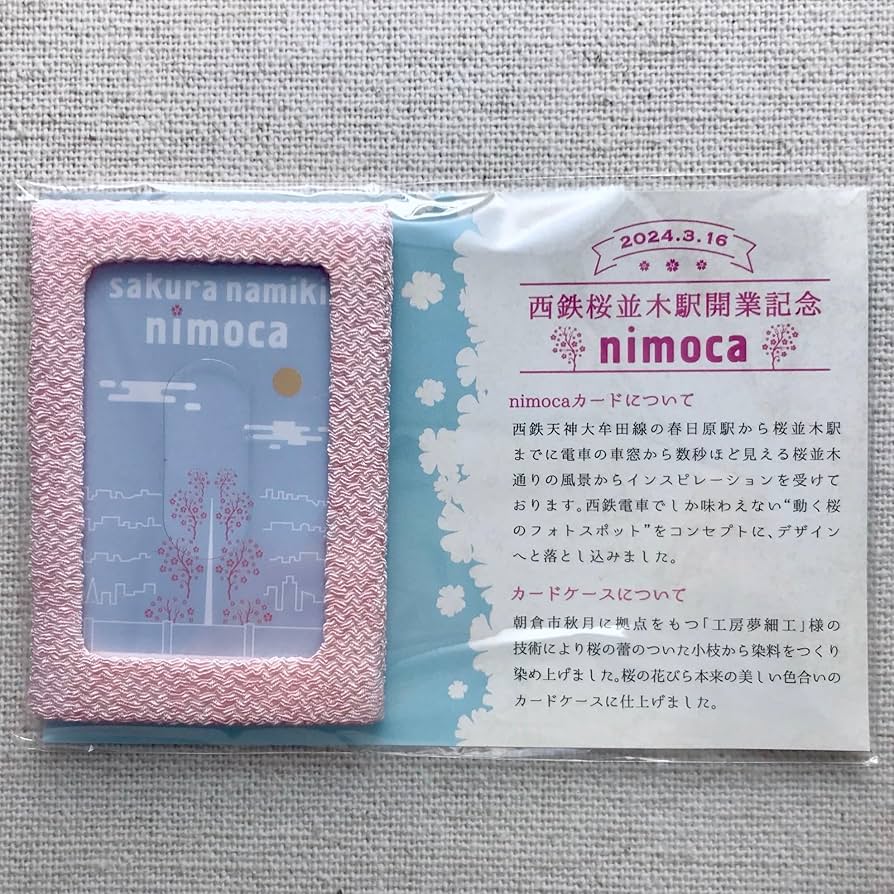 sakura namiki
nimoca
2024.3.16
西鉄桜並木駅開業記念
nimoca
nimocaカードについて
西鉄天神大牟田線の春日原駅から桜並木駅
までに電車の車窓から数秒ほど見える桜並木
通りの風景からインスピレーションを受けて
おります。西鉄電車でしか味わえない“動く桜
のフォトスポット”をコンセプトに、デザイン
へと落とし込みました。
カードケースについて
朝倉市秋月に拠点をもつ「工房夢細工」様の
技術により桜の蕾のついた小枝から染料をつくり
染め上げました。桜の花びら本来の美しい色合いの
カードケースに仕上げました。